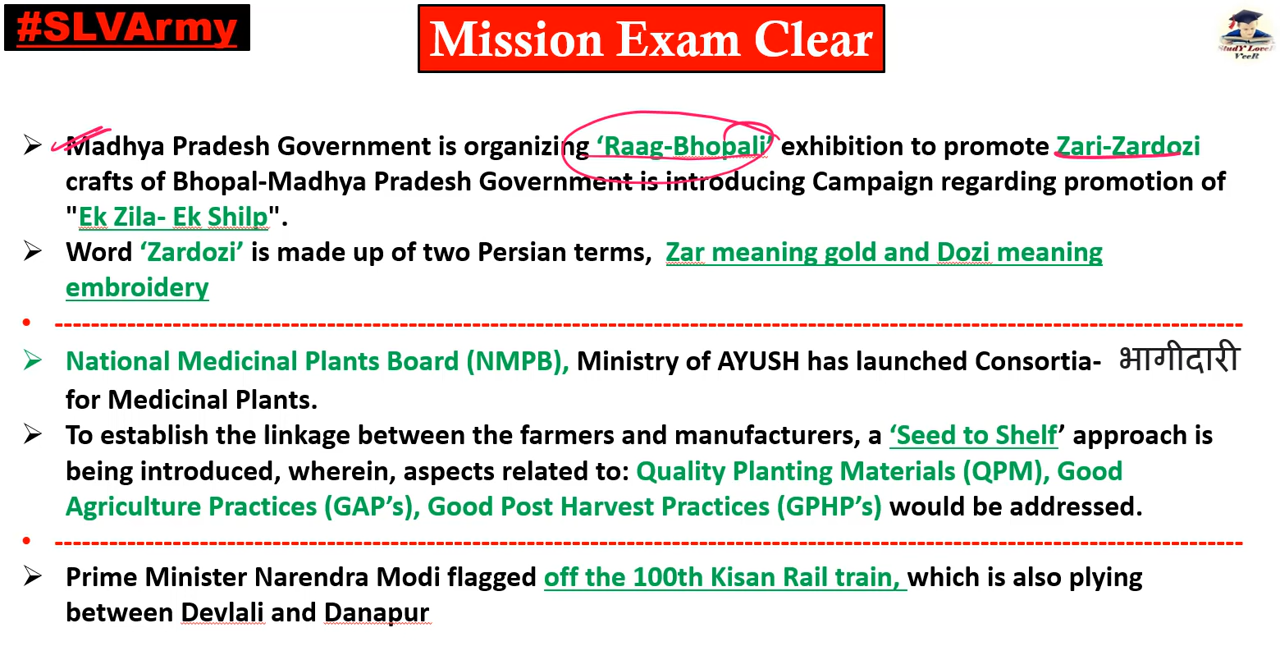 #SLVArmy
Mission Exam Clear
StudY LoveR
VeeR
Madhya Pradesh Government is organizing ‘Raag-Bhopali’ exhibition to promote Zari-Zardozi
crafts of Bhopal-Madhya Pradesh Government is introducing Campaign regarding promotion of
"Ek Zila- Ek Shilp".
Word ‘Zardozi’ is made up of two Persian terms, Zar meaning gold and Dozi meaning
embroidery
National Medicinal Plants Board (NMPB), Ministry of AYUSH has launched Consortia- भागीदारी
for Medicinal Plants.
To establish the linkage between the farmers and manufacturers, a ‘Seed to Shelf’ approach is
being introduced, wherein, aspects related to: Quality Planting Materials (QPM), Good
Agriculture Practices (GAP’s), Good Post Harvest Practices (GPHP’s) would be addressed.
Prime Minister Narendra Modi flagged off the 100th Kisan Rail train, which is also plying
between Devlali and Danapur